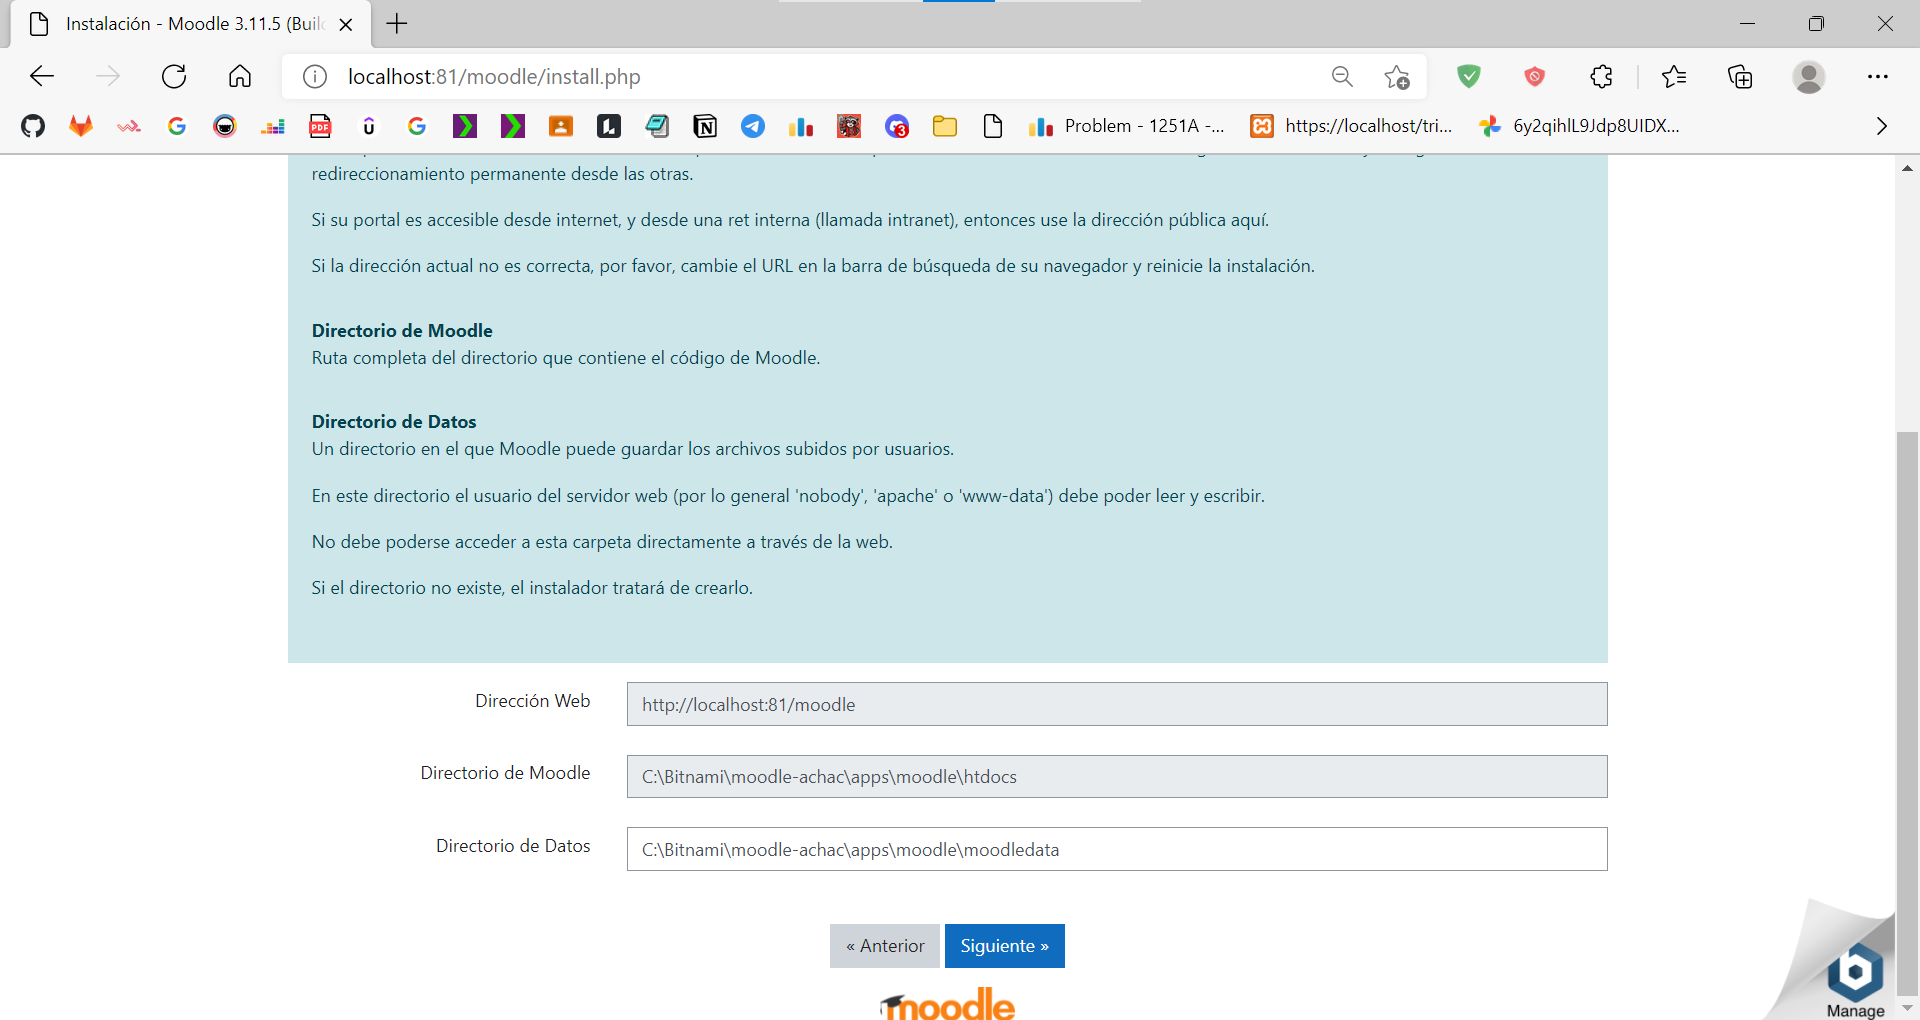 Instalación - Moodle 3.11.5 (Buil
localhost:81/moodle/install.php
PDF
3
Problem - 1251A -...
https://localhost/tri...
6y2qihlL9Jdp8UIDX...
redireccionamiento permanente desde las otras.
Si su portal es accesible desde internet, y desde una ret interna (llamada intranet), entonces use la dirección pública aquí.
Si la dirección actual no es correcta, por favor, cambie el URL en la barra de búsqueda de su navegador y reinicie la instalación.
Directorio de Moodle
Ruta completa del directorio que contiene el código de Moodle.
Directorio de Datos
Un directorio en el que Moodle puede guardar los archivos subidos por usuarios.
En este directorio el usuario del servidor web (por lo general 'nobody', 'apache' o 'www-data') debe poder leer y escribir.
No debe poderse acceder a esta carpeta directamente a través de la web.
Si el directorio no existe, el instalador tratará de crearlo.
Dirección Web
http://localhost:81/moodle
Directorio de Moodle
C:\Bitnami\moodle-achac\apps\moodle\htdocs
Directorio de Datos
C:\Bitnami\moodle-achac\apps\moodle\moodledata
« Anterior
Siguiente »
moodle
b
Manage